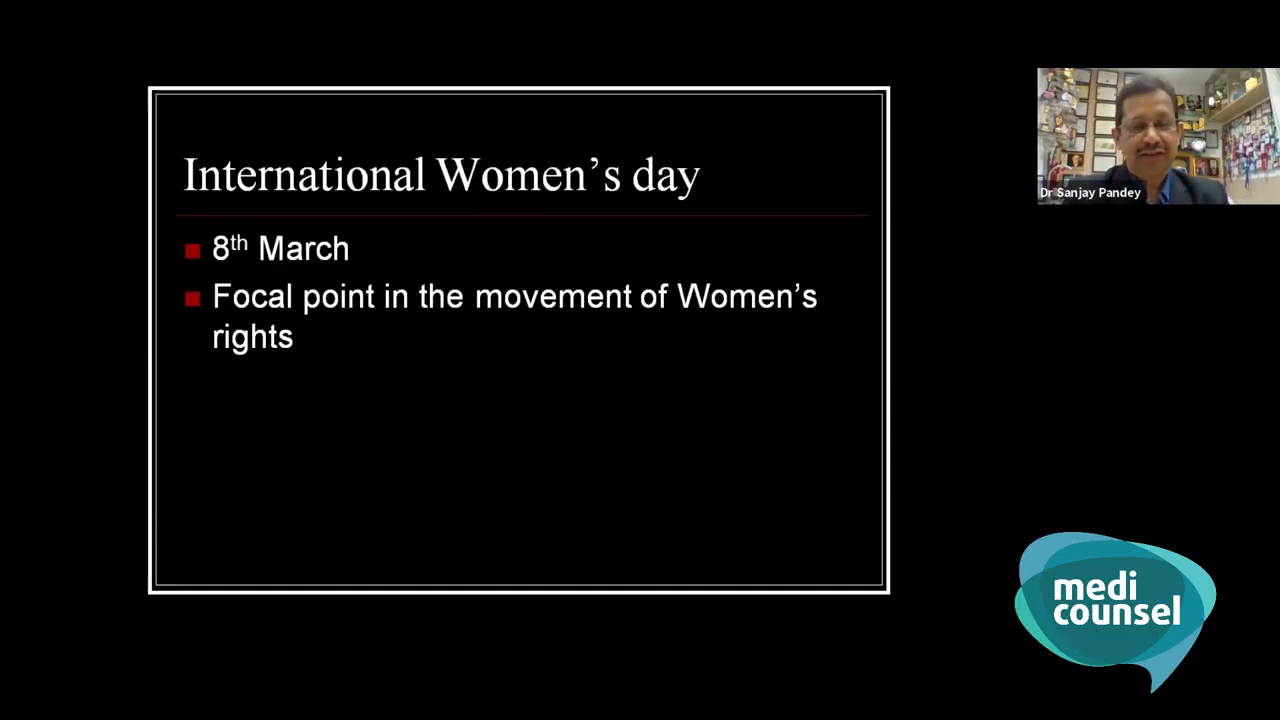 International Women’s day
8th March
Focal point in the movement of Women’s
rights
Dr Sanjay Pandey
medi
counsel